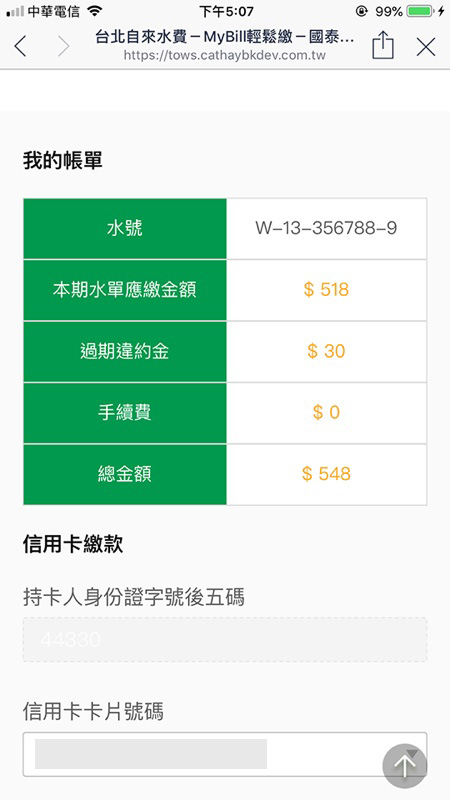 中華電信 下午5:07 99%
台北自來水費－MyBill輕鬆繳－國泰...
https://tows.cathaybkdev.com.tw
我的帳單
水號 W–13–356788–9
本期水單應繳金額 $ 518
過期違約金 $ 30
手續費 $ 0
總金額 $ 548
信用卡繳款
持卡人身份證字號後五碼
44330
信用卡卡片號碼